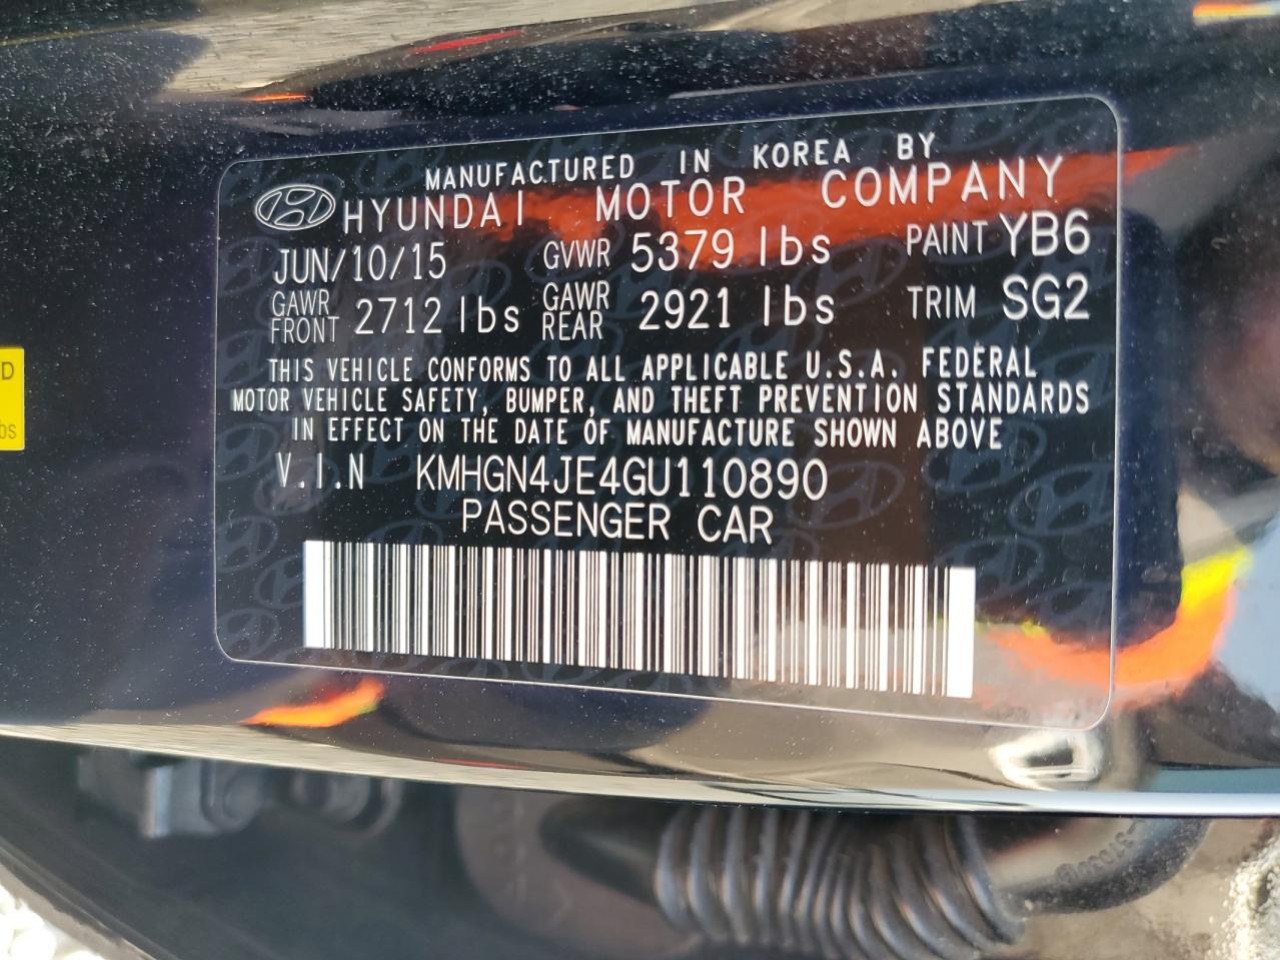 MANUFACTURED IN KOREA BY
HYUNDAI MOTOR COMPANY
JUN/10/15 GVWR 5379 lbs PAINT YB6
GAWR FRONT 2712 lbs GAWR REAR 2921 lbs TRIM SG2
THIS VEHICLE CONFORMS TO ALL APPLICABLE U.S.A. FEDERAL
MOTOR VEHICLE SAFETY, BUMPER, AND THEFT PREVENTION STANDARDS
IN EFFECT ON THE DATE OF MANUFACTURE SHOWN ABOVE
V.I.N KMHGN4JE4GU110890
PASSENGER CAR